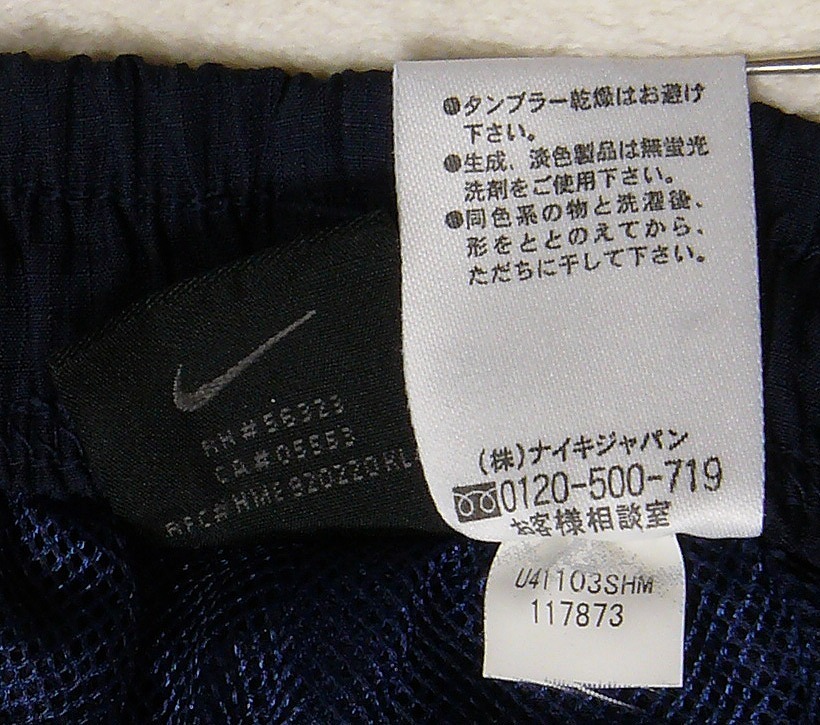 ●タンブラー乾燥はお避け
下さい。
●生成、淡色製品は無蛍光
洗剤をご使用下さい。
●同色系の物と洗濯後、
形をととのえてから、
ただちに干して下さい。
(株)ナイキジャパン
0120-500-719
お客様相談室
U41103SHM
117873
RN#56323
CA#05553